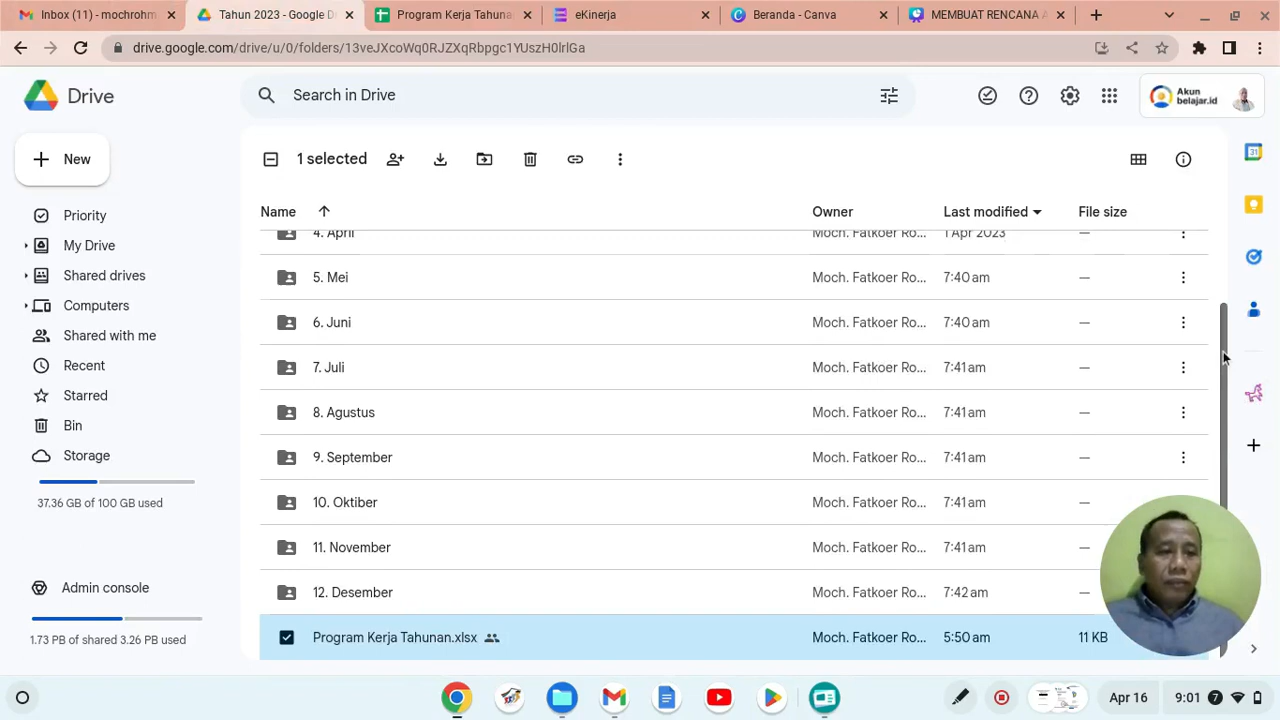 Inbox (11) - mochrohm
Tahun 2023 - Google D
Program Kerja Tahuna
eKinerja
Beranda - Canva
MEMBUAT RENCANA A
drive.google.com/drive/u/0/folders/13veJXcoWq0RJZXqRbpgc1YUszH0lrlGa
Drive
Search in Drive
Akun
belajar.id
New
1 selected
Name
Owner
Last modified
File size
Priority
My Drive
Shared drives
Computers
Shared with me
Recent
Starred
Bin
Storage
37.36 GB of 100 GB used
Admin console
1.73 PB of shared 3.26 PB used
4. April Moch. Fatkoer Ro... 1 Apr 2023 —
5. Mei Moch. Fatkoer Ro... 7:40 am —
6. Juni Moch. Fatkoer Ro... 7:40 am —
7. Juli Moch. Fatkoer Ro... 7:41 am —
8. Agustus Moch. Fatkoer Ro... 7:41 am —
9. September Moch. Fatkoer Ro... 7:41 am —
10. Oktiber Moch. Fatkoer Ro... 7:41 am —
11. November Moch. Fatkoer Ro... 7:41 am —
12. Desember Moch. Fatkoer Ro... 7:42 am —
Program Kerja Tahunan.xlsx Moch. Fatkoer Ro... 5:50 am 11 KB
Apr 16
9:01
7